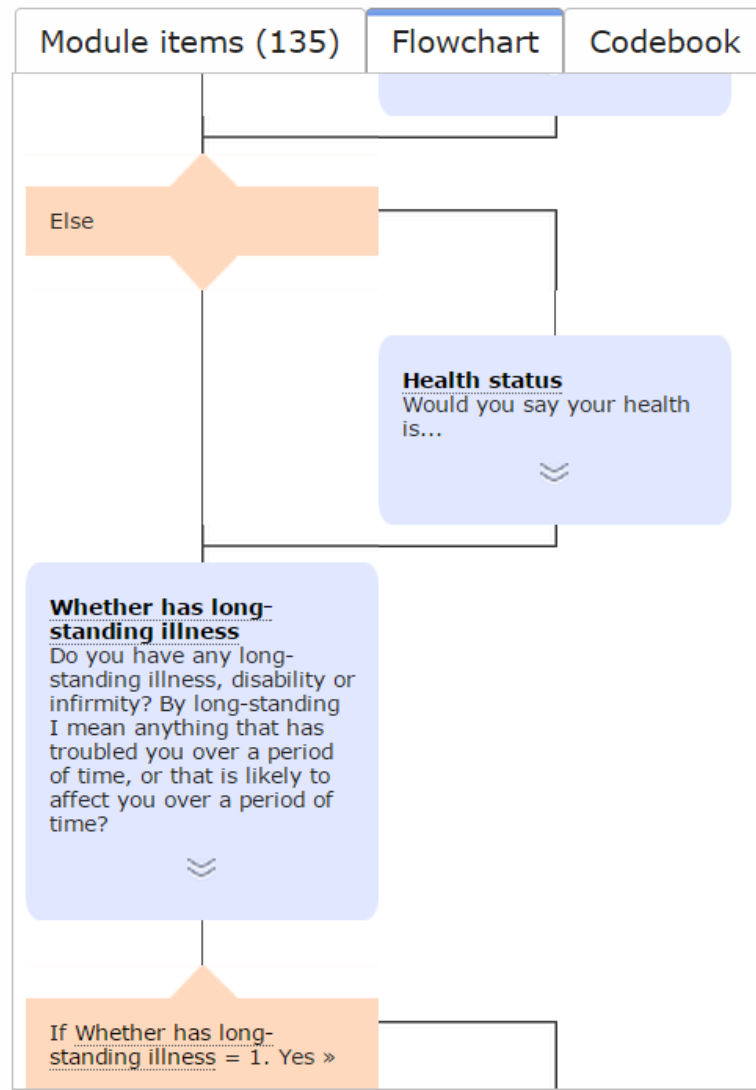 Module items (135)
Flowchart
Codebook
Else
Health status
Would you say your health
is...
Whether has long-
standing illness
Do you have any long-
standing illness, disability or
infirmity? By long-standing
I mean anything that has
troubled you over a period
of time, or that is likely to
affect you over a period of
time?
If Whether has long-
standing illness = 1. Yes »